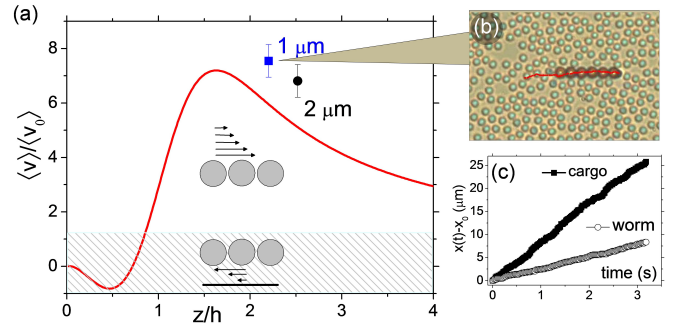 (a)
8
6
4
2
0
⟨v⟩/⟨v₀⟩
1 μm
2 μm
0 1 2 3 4
z/h
(b)
(c)
25
20
15
10
5
0
x(t)-x₀ (μm)
cargo
worm
time (s)
0 1 2 3